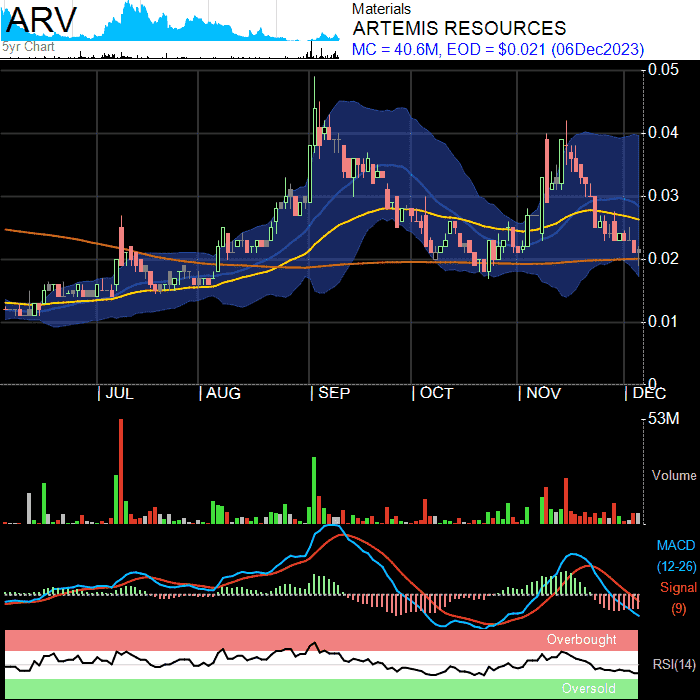 ARV
5yr Chart
Materials
ARTEMIS RESOURCES
MC = 40.6M, EOD = $0.021 (06Dec2023)
0.05
0.04
0.03
0.02
0.01
0
| JUL | AUG | SEP | OCT | NOV | DEC
53M
Volume
MACD
(12-26)
Signal
(9)
Overbought
RSI(14)
Oversold